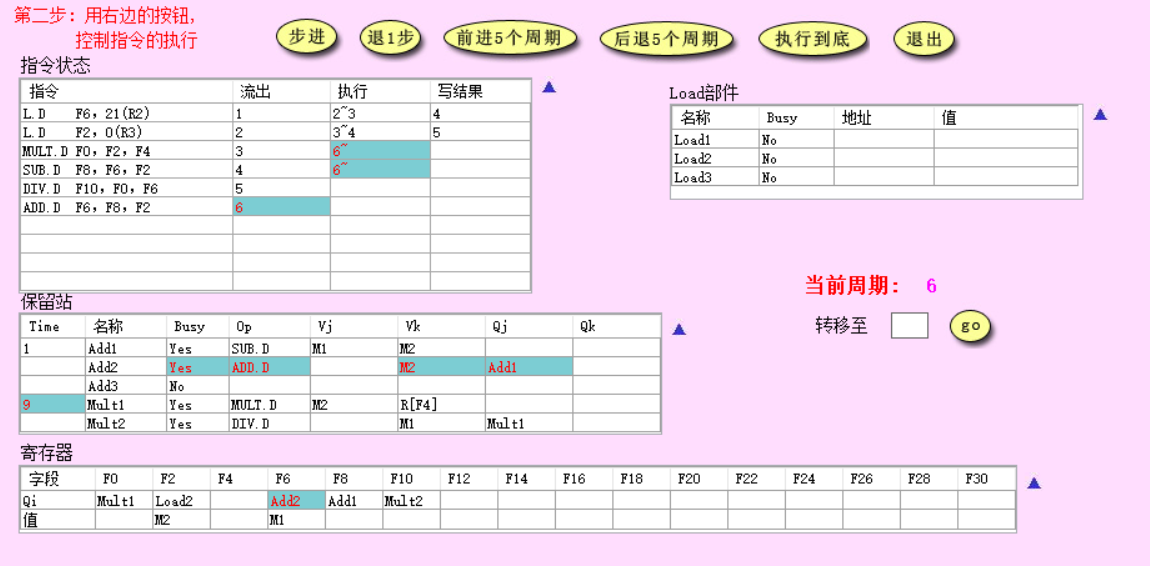 第二步：用右边的按钮，
控制指令的执行
步进 退1步 前进5个周期 后退5个周期 执行到底 退出
指令状态
指令 流出 执行 写结果
L.D F6，21(R2) 1 2~3 4
L.D F2，0(R3) 2 3~4 5
MULT.D F0，F2，F4 3 6~
SUB.D F8，F6，F2 4 6~
DIV.D F10，F0，F6 5
ADD.D F6，F8，F2 6
Load部件
名称 Busy 地址 值
Load1 No
Load2 No
Load3 No
当前周期： 6
转移至 go
保留站
Time 名称 Busy Op Vj Vk Qj Qk
1 Add1 Yes SUB.D M1 M2
Add2 Yes ADD.D M2 Add1
Add3 No
9 Mult1 Yes MULT.D M2 R[F4]
Mult2 Yes DIV.D M1 Mult1
寄存器
字段 F0 F2 F4 F6 F8 F10 F12 F14 F16 F18 F20 F22 F24 F26 F28 F30
Qi Mult1 Load2 Add2 Add1 Mult2
值 M2 M1